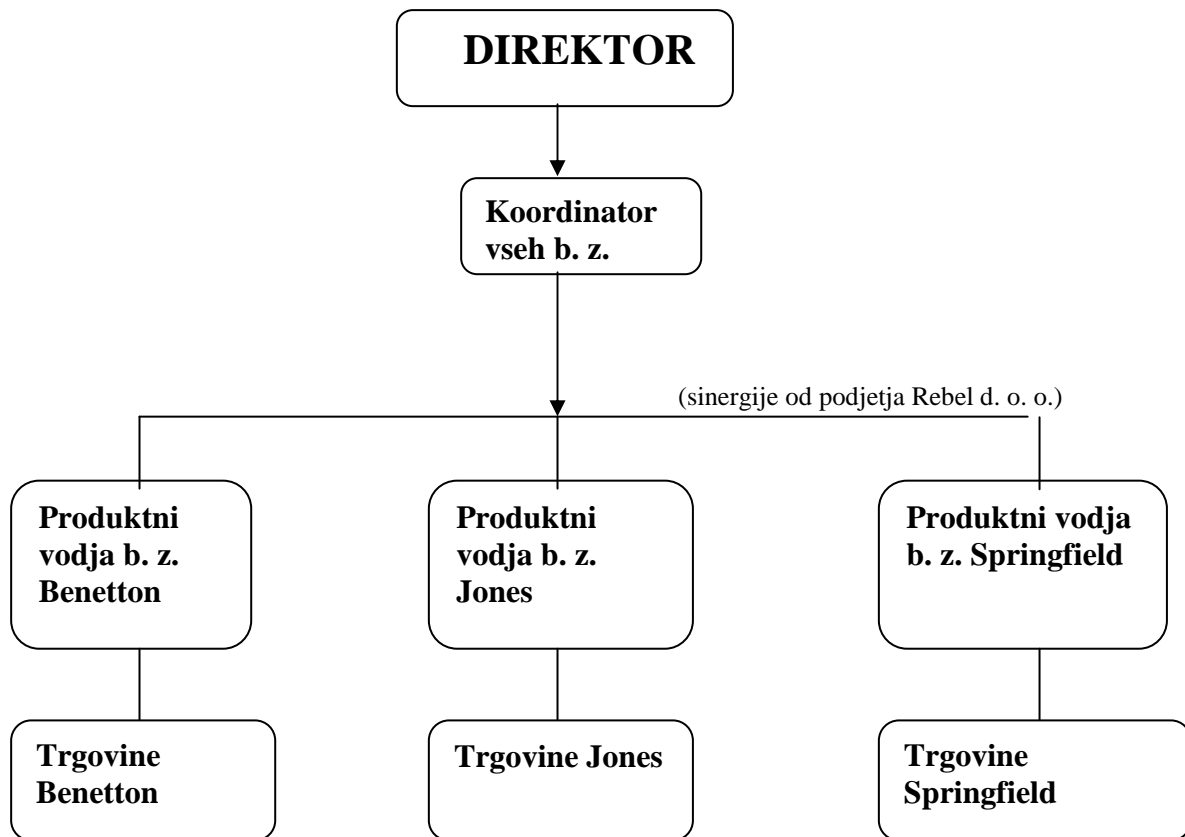 DIREKTOR
Koordinator
vseh b. z.
(sinergije od podjetja Rebel d. o. o.)
Produktni
vodja b. z.
Benetton
Produktni
vodja b. z.
Jones
Produktni vodja
b. z. Springfield
Trgovine
Benetton
Trgovine Jones
Trgovine
Springfield